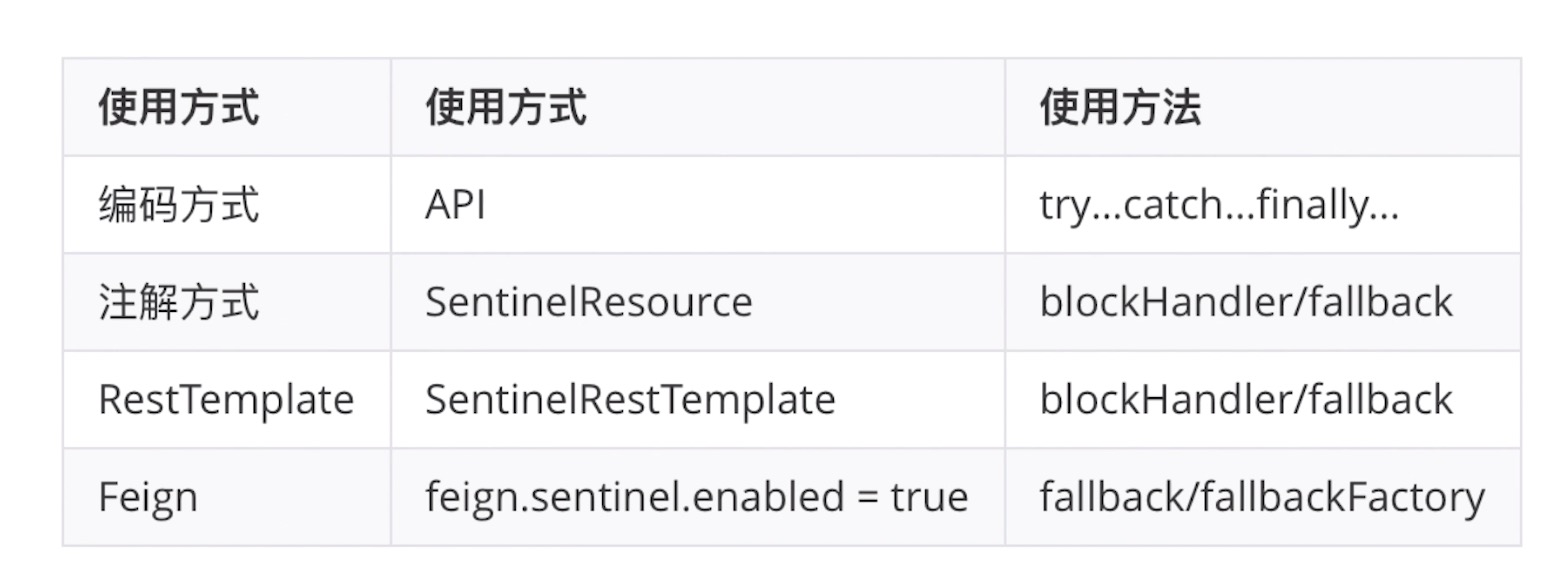 使用方式 使用方式 使用方法
编码方式 API try...catch...finally...
注解方式 SentinelResource blockHandler/fallback
RestTemplate SentinelRestTemplate blockHandler/fallback
Feign feign.sentinel.enabled = true fallback/fallbackFactory